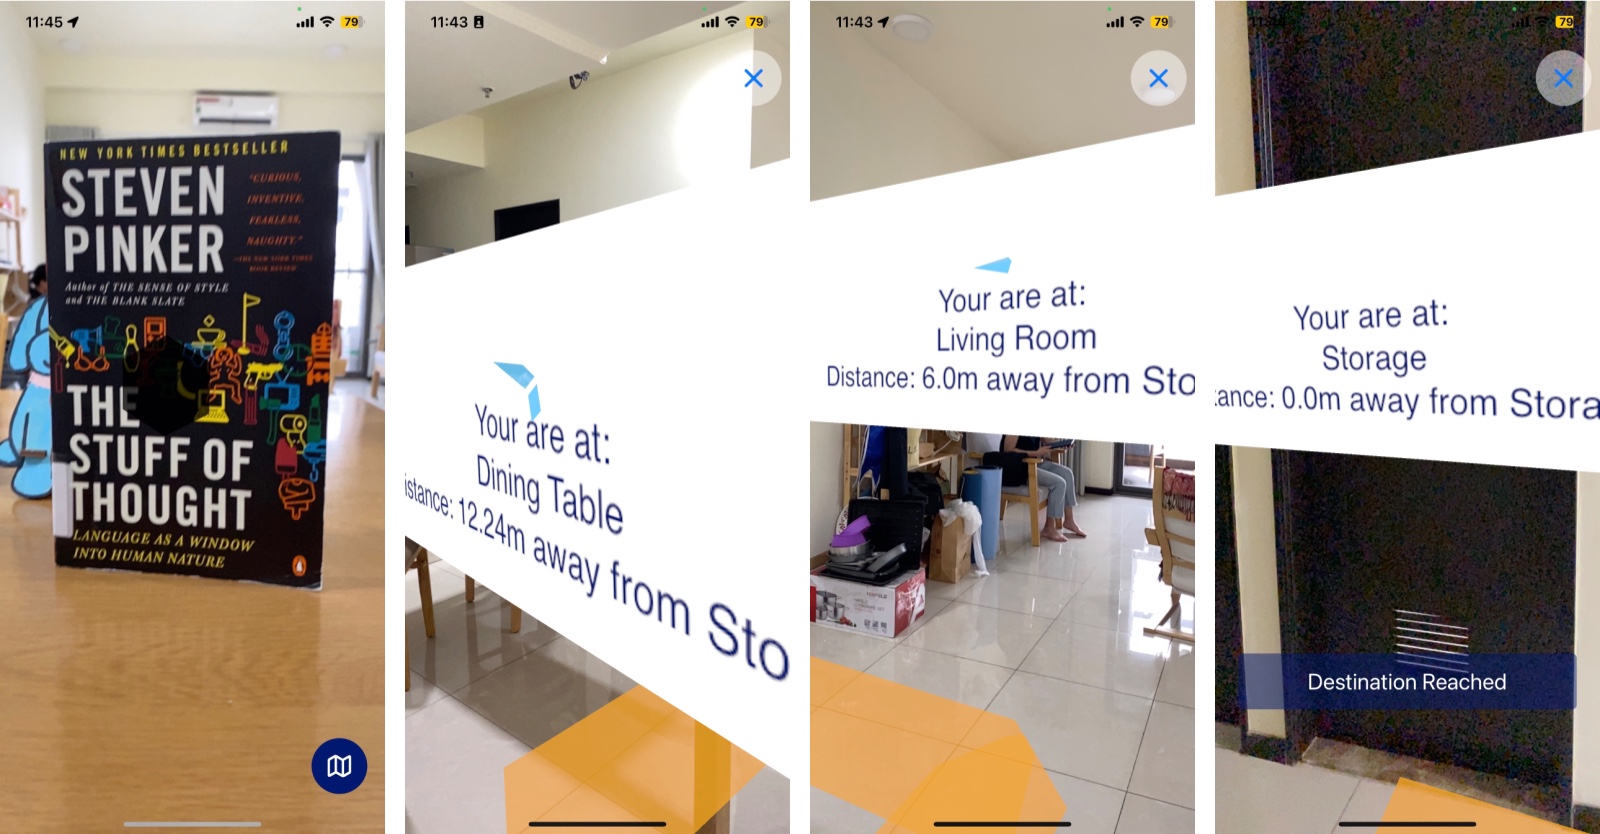 11:45
79
NEW YORK TIMES BESTSELLER
STEVEN
PINKER
"CURIOUS,
INVENTIVE,
FEARLESS,
NAUGHTY."
—THE NEW YORK TIMES
BOOK REVIEW
Author of THE SENSE OF STYLE
and THE BLANK SLATE
THE
STUFF OF
THOUGHT
LANGUAGE AS A WINDOW
INTO HUMAN NATURE
11:43
79
Your are at:
Dining Table
istance: 12.24m away from Sto
11:43
79
Your are at:
Living Room
Distance: 6.0m away from Sto
79
Your are at:
Storage
tance: 0.0m away from Stora
Destination Reached